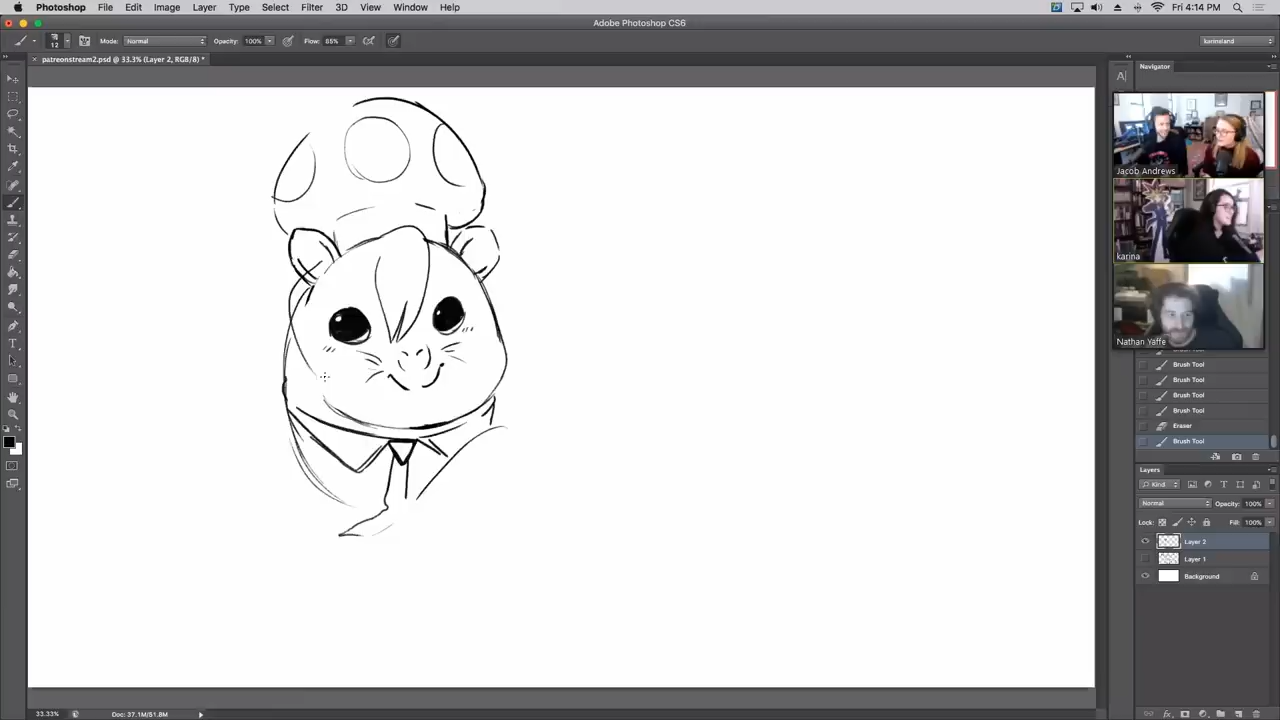 Photoshop File Edit Image Layer Type Select Filter 3D View Window Help Fri 4:14 PM
Adobe Photoshop CS6
12 Mode: Normal Opacity: 100% Flow: 85% karinsland
patreonstream2.psd @ 33.3% (Layer 2, RGB/8) *
Navigator
Jacob Andrews
karina
Nathan Yaffe
Brush Tool
Brush Tool
Brush Tool
Brush Tool
Eraser
Brush Tool
Layers
Kind
Normal Opacity: 100%
Lock: Fill: 100%
Layer 2
Layer 1
Background
33.33% Doc: 37.1M/51.8M